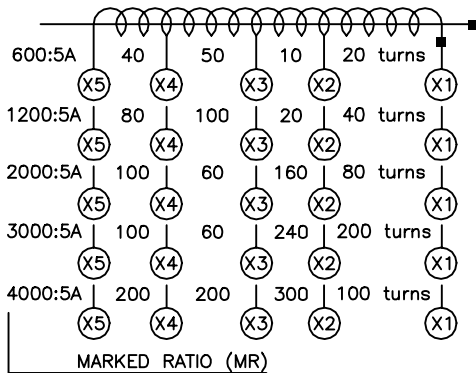 600:5A 40 50 10 20 turns
X5 X4 X3 X2 X1
1200:5A 80 100 20 40 turns
X5 X4 X3 X2 X1
2000:5A 100 60 160 80 turns
X5 X4 X3 X2 X1
3000:5A 100 60 240 200 turns
X5 X4 X3 X2 X1
4000:5A 200 200 300 100 turns
X5 X4 X3 X2 X1
MARKED RATIO (MR)